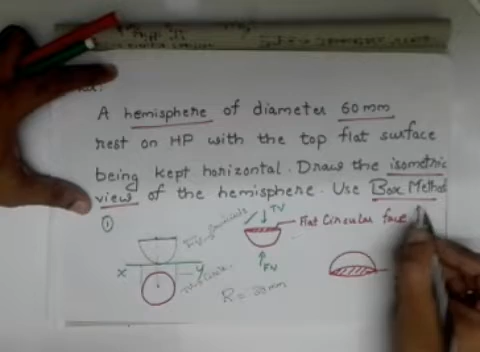 A hemisphere of diameter 60 mm
rest on HP with the top flat surface
being kept horizontal. Draw the isometric
view of the hemisphere. Use Box Method
①
TV
Flat Circular face
FV
X
y
R = 30mm